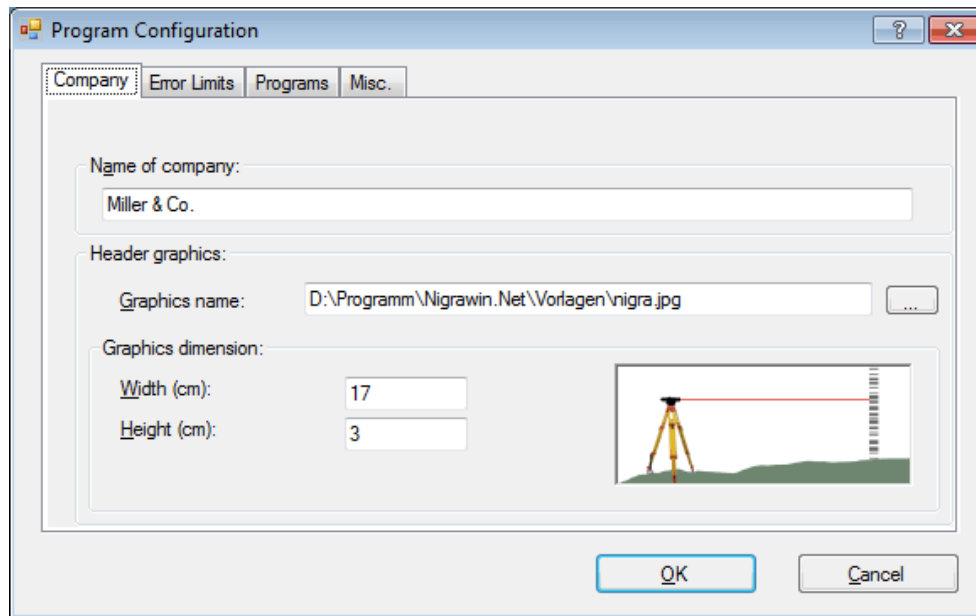 Program Configuration
Company Error Limits Programs Misc.
Name of company:
Miller & Co.
Header graphics:
Graphics name: D:\Programm\Nigrawin.Net\Vorlagen\nigra.jpg ...
Graphics dimension:
Width (cm): 17
Height (cm): 3
OK Cancel